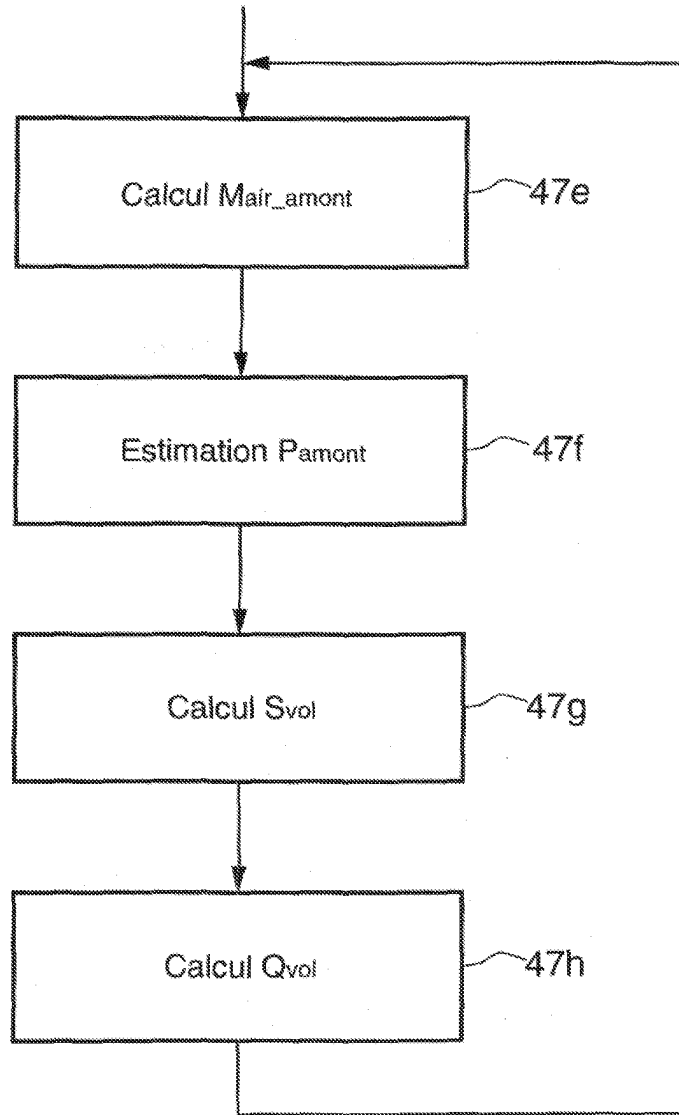 Calcul Mair_amont
47e
Estimation Pamont
47f
Calcul Svol
47g
Calcul Qvol
47h